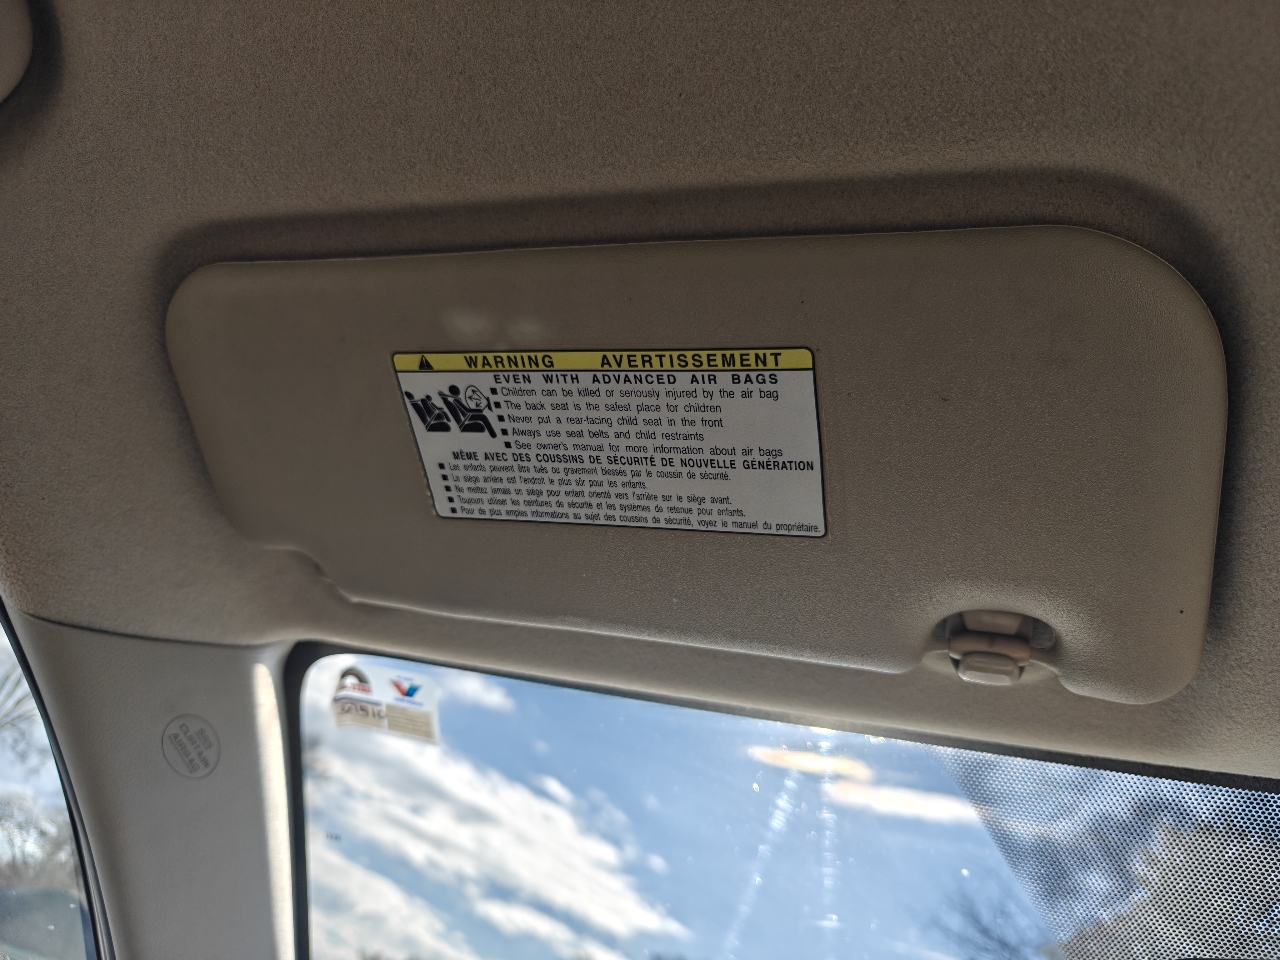 WARNING AVERTISSEMENT
EVEN WITH ADVANCED AIR BAGS
■ Children can be killed or seriously injured by the air bag
■ The back seat is the safest place for children
■ Never put a rear-facing child seat in the front
■ Always use seat belts and child restraints
■ See owner's manual for more information about air bags
MÊME AVEC DES COUSSINS DE SÉCURITÉ DE NOUVELLE GÉNÉRATION
■ Les enfants peuvent être tués ou gravement blessés par le coussin de sécurité.
■ Le siège arrière est l'endroit le plus sûr pour les enfants.
■ Ne mettez jamais un siège pour enfant orienté vers l'arrière sur le siège avant.
■ Toujours utiliser les ceintures de sécurité et les systèmes de retenue pour enfants.
■ Pour de plus amples informations au sujet des coussins de sécurité, voyez le manuel du propriétaire.
SRS
CURTAIN
AIRBAG